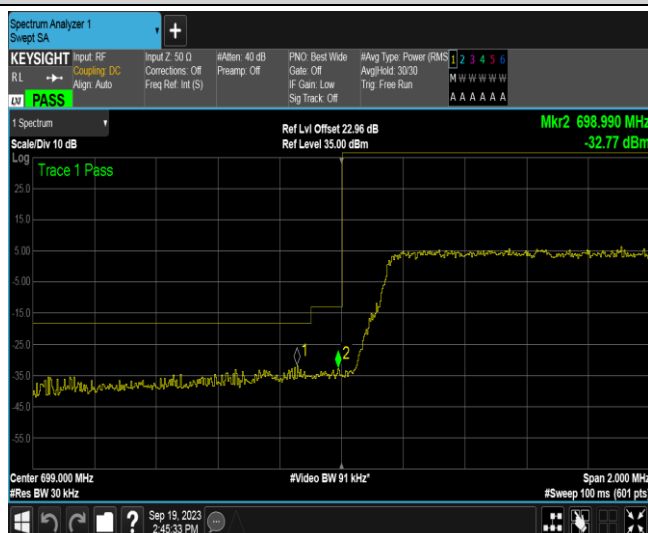 Spectrum Analyzer 1
Swept SA
KEYSIGHT
RL
LXI PASS
Input: RF
Coupling: DC
Align: Auto
Input Z: 50 Ω
Corrections: Off
Freq Ref: Int (S)
#Atten: 40 dB
Preamp: Off
PNO: Best Wide
Gate: Off
IF Gain: Low
Sig Track: Off
#Avg Type: Power (RMS
Avg|Hold: 30/30
Trig: Free Run
1 2 3 4 5 6
M W W W W W
A A A A A A
1 Spectrum
Scale/Div 10 dB
Ref Lvl Offset 22.96 dB
Ref Level 35.00 dBm
Mkr2 698.990 MHz
-32.77 dBm
Log
Trace 1 Pass
25.0
15.0
5.00
-5.00
-15.0
-25.0
-35.0
-45.0
-55.0
1
2
Center 699.000 MHz
#Res BW 30 kHz
#Video BW 91 kHz*
Span 2.000 MHz
#Sweep 100 ms (601 pts)
?
Sep 19, 2023
2:45:33 PM